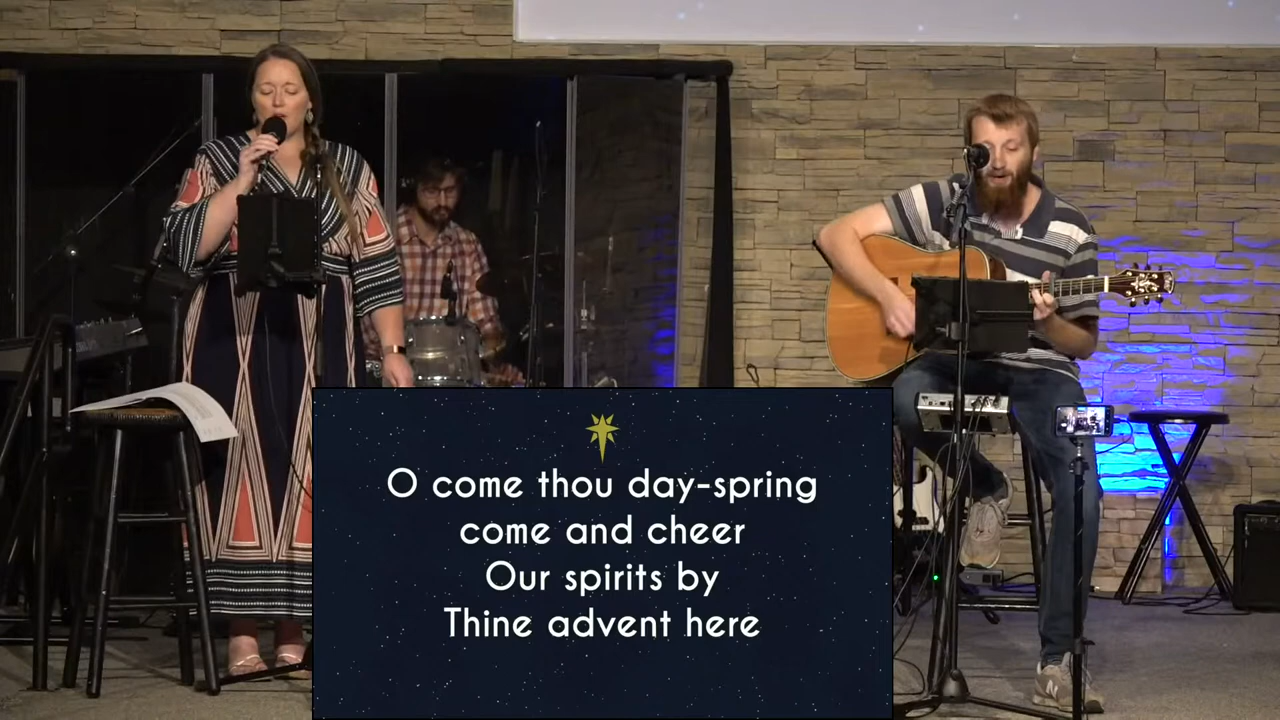 O come thou day-spring
come and cheer
Our spirits by
Thine advent here